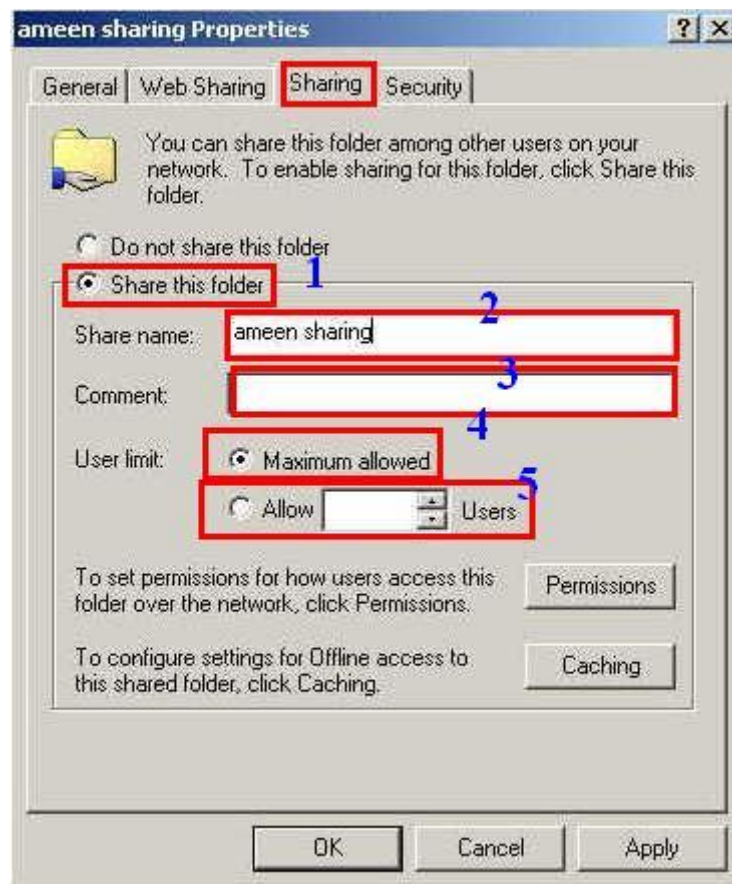 ameen sharing Properties
? ×
General Web Sharing Sharing Security
You can share this folder among other users on your
network. To enable sharing for this folder, click Share this
folder.
Do not share this folder
1
Share this folder
2
Share name: ameen sharing
3
Comment:
4
User limit: Maximum allowed
5
Allow Users
To set permissions for how users access this
folder over the network, click Permissions.
Permissions
To configure settings for Offline access to
this shared folder, click Caching.
Caching
OK Cancel Apply